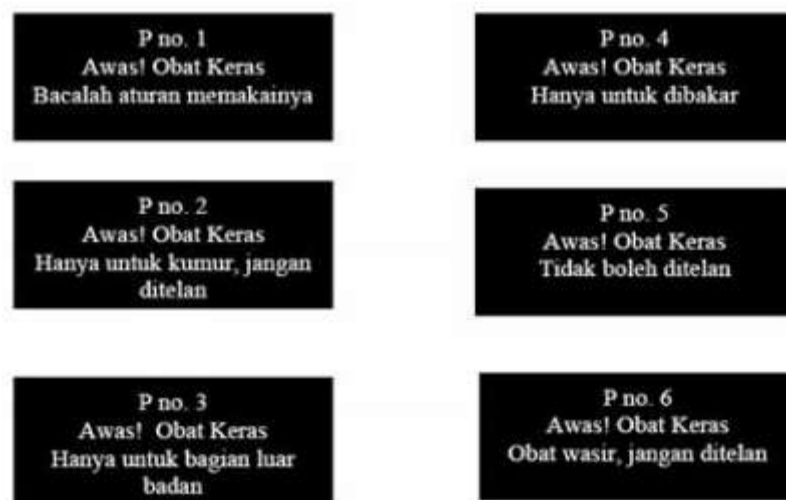 P no. 1
Awas! Obat Keras
Bacalah aturan memakainya
P no. 2
Awas! Obat Keras
Hanya untuk kumur, jangan
ditelan
P no. 3
Awas! Obat Keras
Hanya untuk bagian luar
badan
P no. 4
Awas! Obat Keras
Hanya untuk dibakar
P no. 5
Awas! Obat Keras
Tidak boleh ditelan
P no. 6
Awas! Obat Keras
Obat wasir, jangan ditelan